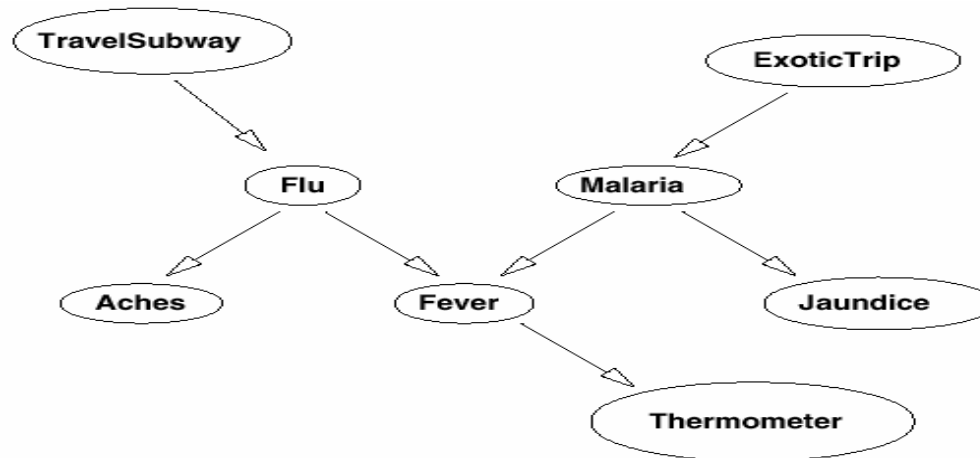 TravelSubway
ExoticTrip
Flu
Malaria
Aches
Fever
Jaundice
Thermometer